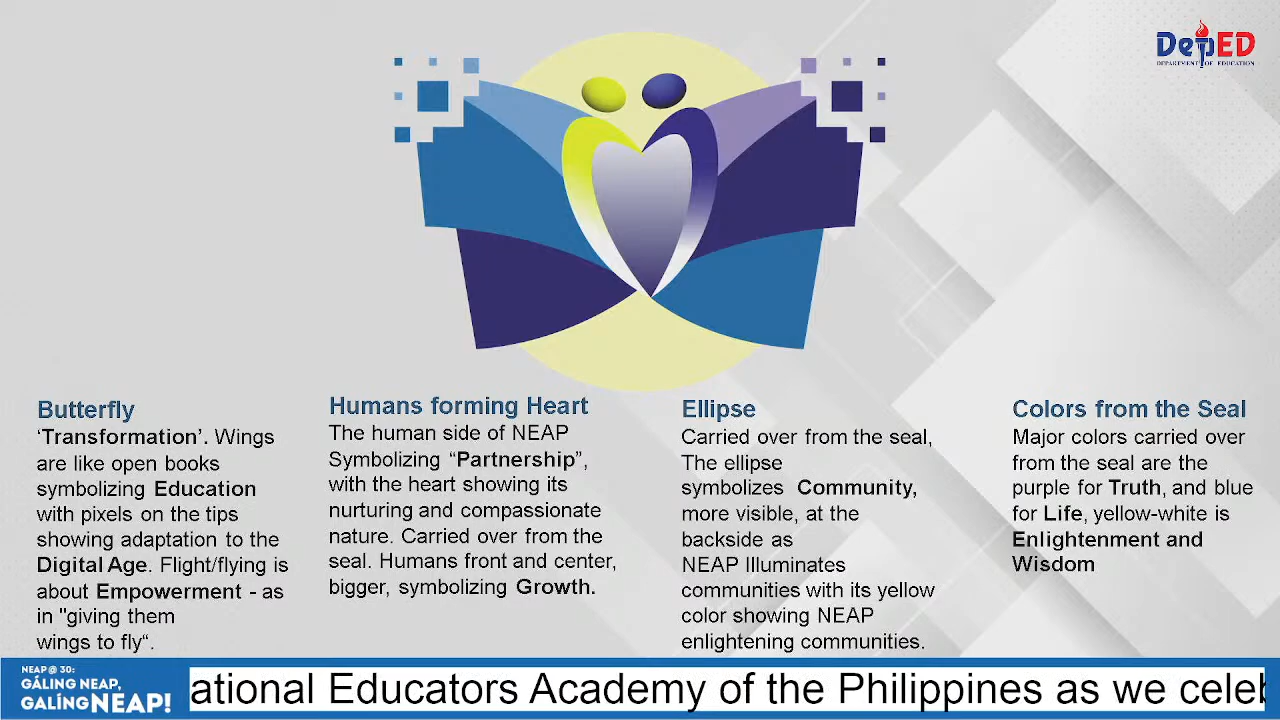 DepED
DEPARTMENT OF EDUCATION
Butterfly
‘Transformation’. Wings
are like open books
symbolizing Education
with pixels on the tips
showing adaptation to the
Digital Age. Flight/flying is
about Empowerment - as
in "giving them
wings to fly“.
Humans forming Heart
The human side of NEAP
Symbolizing “Partnership”,
with the heart showing its
nurturing and compassionate
nature. Carried over from the
seal. Humans front and center,
bigger, symbolizing Growth.
Ellipse
Carried over from the seal,
The ellipse
symbolizes Community,
more visible, at the
backside as
NEAP Illuminates
communities with its yellow
color showing NEAP
enlightening communities.
Colors from the Seal
Major colors carried over
from the seal are the
purple for Truth, and blue
for Life, yellow-white is
Enlightenment and
Wisdom
NEAP @ 30:
GÁLING NEAP,
GALÍNG NEAP!
ational Educators Academy of the Philippines as we celeb